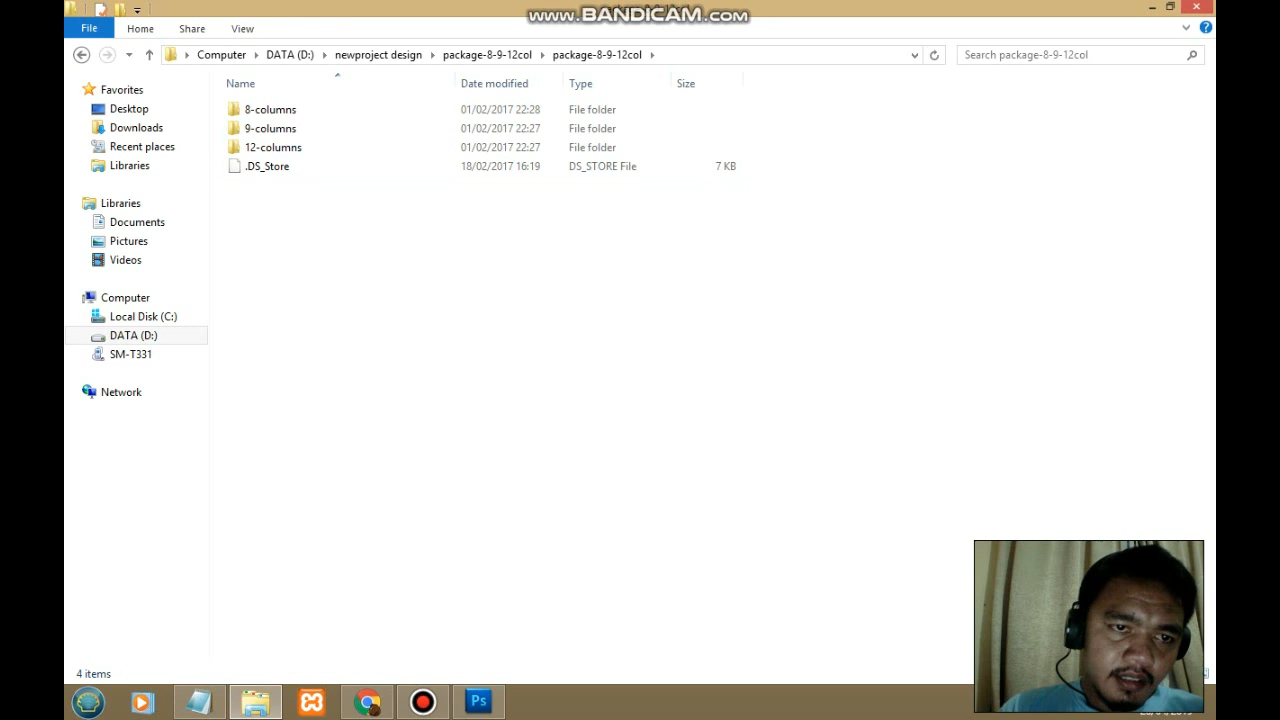 www.BANDICAM.com
File Home Share View
Computer DATA (D:) newproject design package-8-9-12col package-8-9-12col
Search package-8-9-12col
Name Date modified Type Size
Favorites
Desktop
Downloads
Recent places
Libraries
Libraries
Documents
Pictures
Videos
Computer
Local Disk (C:)
DATA (D:)
SM-T331
Network
8-columns 01/02/2017 22:28 File folder
9-columns 01/02/2017 22:27 File folder
12-columns 01/02/2017 22:27 File folder
.DS_Store 18/02/2017 16:19 DS_STORE File 7 KB
4 items
Ps